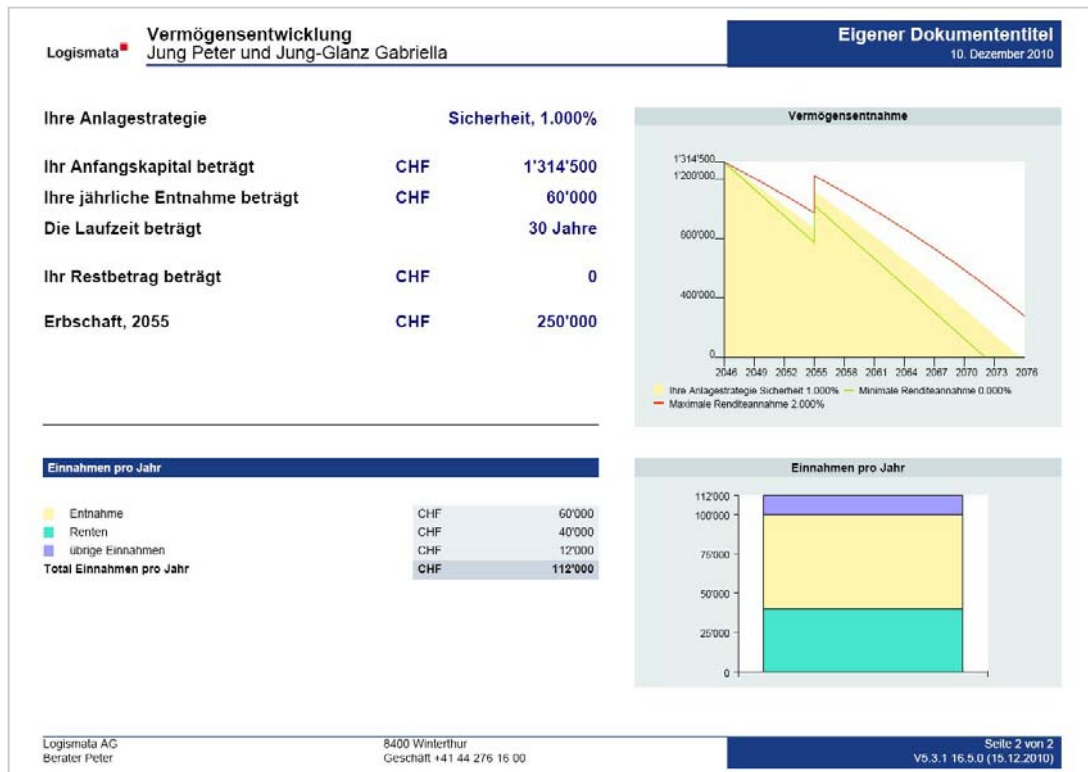 Logismata
Vermögensentwicklung
Jung Peter und Jung-Glanz Gabriella
Eigener Dokumententitel
10. Dezember 2010
Ihre Anlagestrategie Sicherheit, 1.000%
Ihr Anfangskapital beträgt CHF 1'314'500
Ihre jährliche Entnahme beträgt CHF 60'000
Die Laufzeit beträgt 30 Jahre
Ihr Restbetrag beträgt CHF 0
Erbschaft, 2055 CHF 250'000
Vermögensentnahme
1'314'500
1'200'000
800'000
400'000
0
2046 2049 2052 2055 2058 2061 2064 2067 2070 2073 2076
Ihre Anlagestrategie Sicherheit 1.000% Minimale Renditeannahme 0.000%
Maximale Renditeannahme 2.000%
Einnahmen pro Jahr
Entnahme CHF 60'000
Renten CHF 40'000
übrige Einnahmen CHF 12'000
Total Einnahmen pro Jahr CHF 112'000
Einnahmen pro Jahr
112'000
100'000
75'000
50'000
25'000
0
Logismata AG
Berater Peter
8400 Winterthur
Geschäft +41 44 276 16 00
Seite 2 von 2
V5.3.1 16.5.0 (15.12.2010)